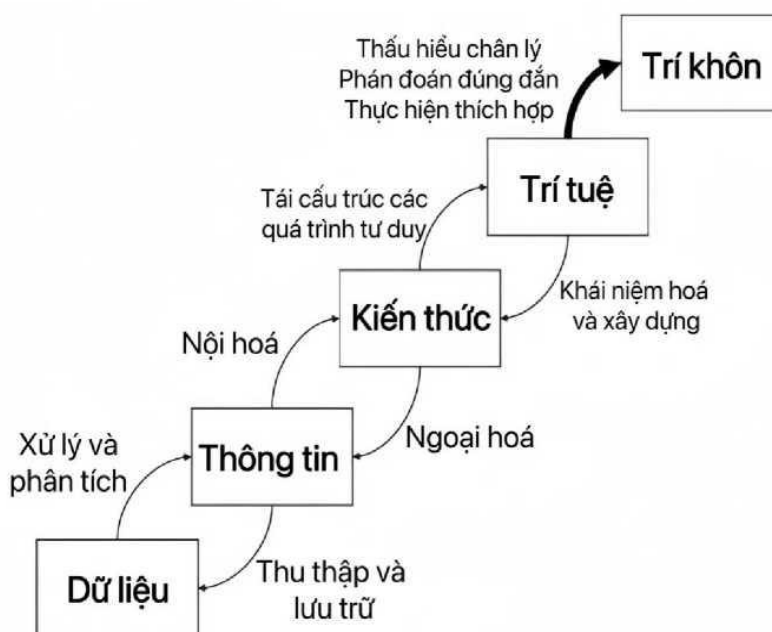 Thấu hiểu chân lý
Phán đoán đúng đắn
Thực hiện thích hợp
Trí khôn
Trí tuệ
Tái cấu trúc các
quá trình tư duy
Khái niệm hoá
và xây dựng
Kiến thức
Nội hoá
Ngoại hoá
Thông tin
Xử lý và
phân tích
Thu thập và
lưu trữ
Dữ liệu